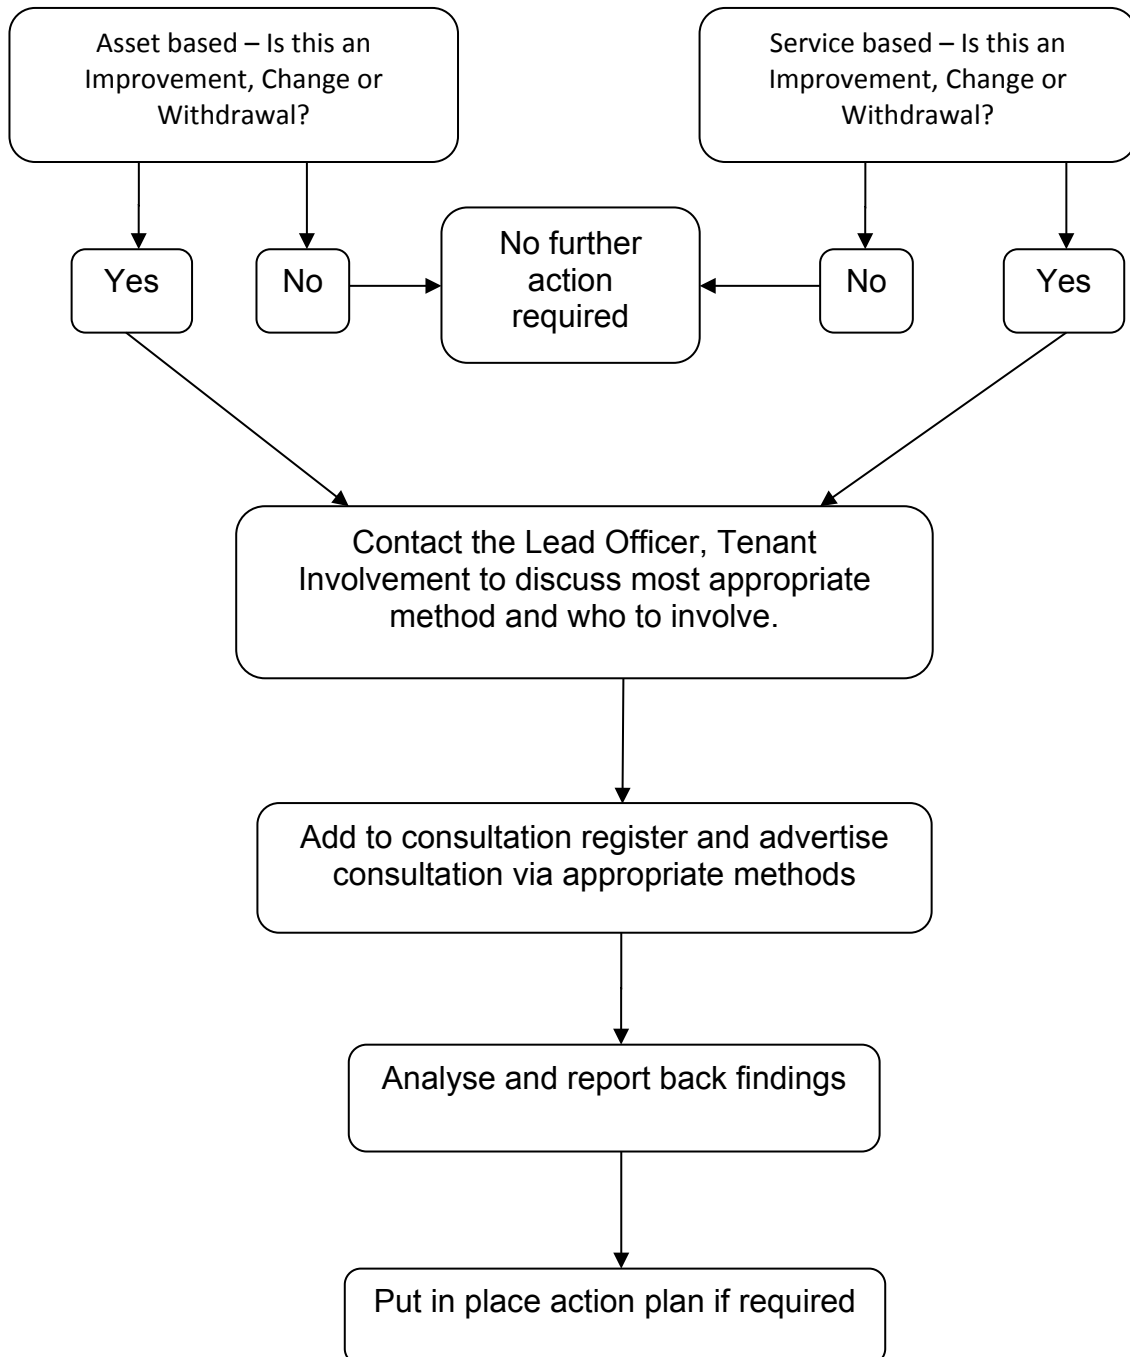 Asset based – Is this an
Improvement, Change or
Withdrawal?
Service based – Is this an
Improvement, Change or
Withdrawal?
Yes
No
No further
action
required
No
Yes
Contact the Lead Officer, Tenant
Involvement to discuss most appropriate
method and who to involve.
Add to consultation register and advertise
consultation via appropriate methods
Analyse and report back findings
Put in place action plan if required